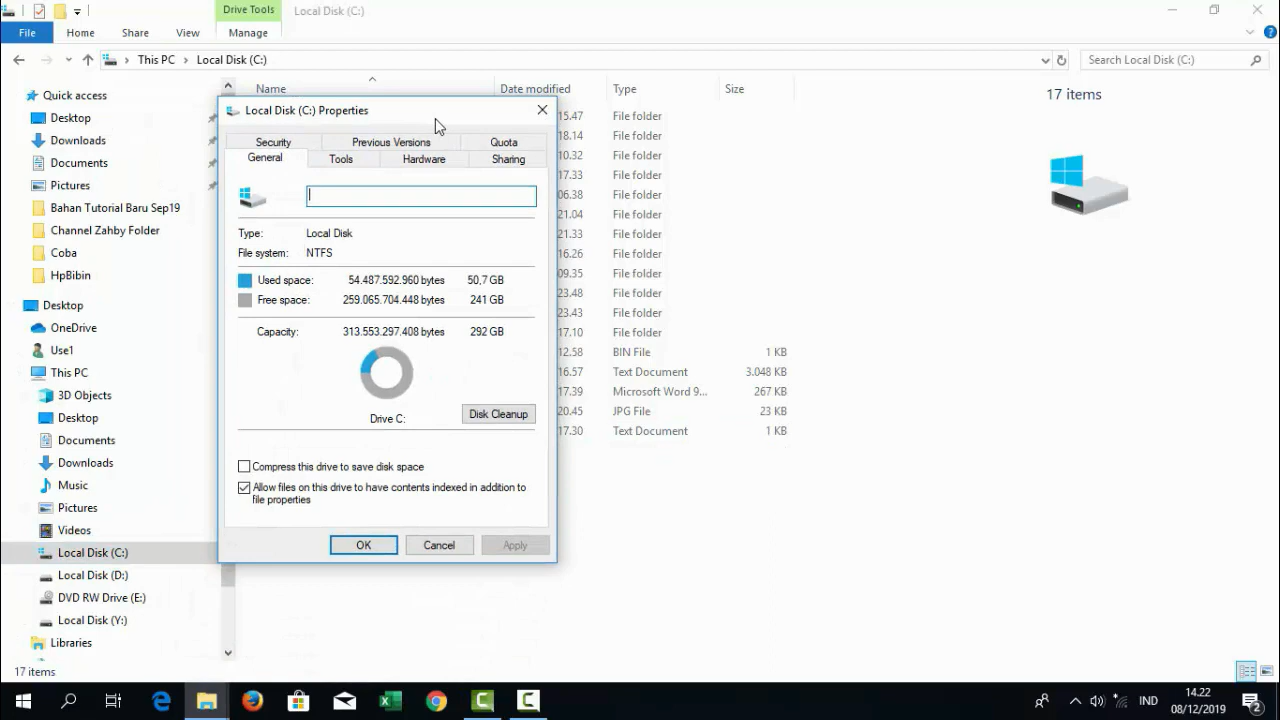 Drive Tools
Local Disk (C:)
File
Home
Share
View
Manage
This PC
Local Disk (C:)
Search Local Disk (C:)
Name
Date modified
Type
Size
Quick access
Desktop
Downloads
Documents
Pictures
Bahan Tutorial Baru Sep19
Channel Zahby Forder
Coba
HpBibin
Desktop
OneDrive
Use1
This PC
3D Objects
Desktop
Documents
Downloads
Music
Pictures
Videos
Local Disk (C:)
Local Disk (D:)
DVD RW Drive (E:)
Local Disk (Y:)
Libraries
17 items
Local Disk (C:) Properties
Security
Previous Versions
Quota
General
Tools
Hardware
Sharing
Type: Local Disk
File system: NTFS
Used space: 54.487.592.960 bytes 50,7 GB
Free space: 259.065.704.448 bytes 241 GB
Capacity: 313.553.297.408 bytes 292 GB
Drive C:
Disk Cleanup
Compress this drive to save disk space
Allow files on this drive to have contents indexed in addition to
file properties
OK
Cancel
Apply
15.47 File folder
18.14 File folder
10.32 File folder
17.33 File folder
06.38 File folder
21.04 File folder
21.33 File folder
16.26 File folder
09.35 File folder
23.48 File folder
23.43 File folder
17.10 File folder
12.58 BIN File 1 KB
16.57 Text Document 3.048 KB
17.39 Microsoft Word 9... 267 KB
20.45 JPG File 23 KB
17.30 Text Document 1 KB
17 items
IND
14.22
08/12/2019
2